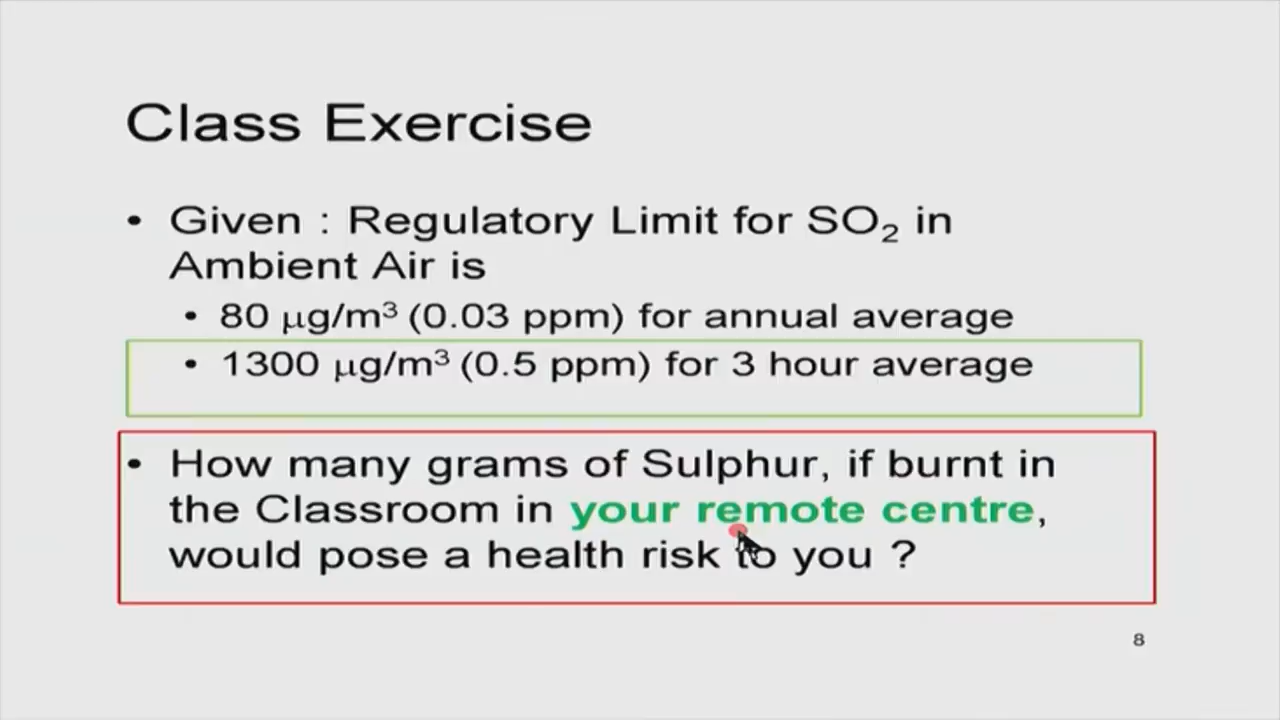 Class Exercise
• Given : Regulatory Limit for SO₂ in
Ambient Air is
• 80 μg/m³ (0.03 ppm) for annual average
• 1300 μg/m³ (0.5 ppm) for 3 hour average
• How many grams of Sulphur, if burnt in
the Classroom in your remote centre,
would pose a health risk to you ?
8